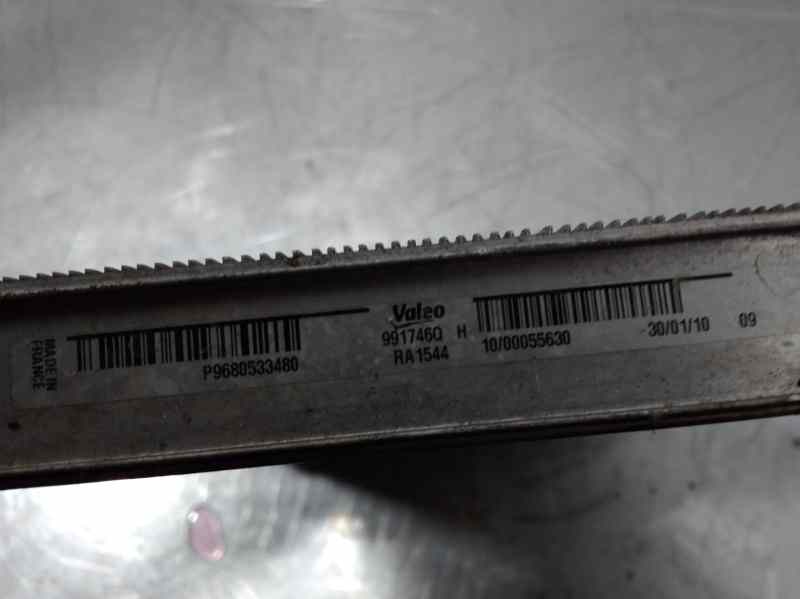 MADE IN
FRANCE
P9680533480
Valeo
991746Q H
RA1544
10/00055630
30/01/10 09